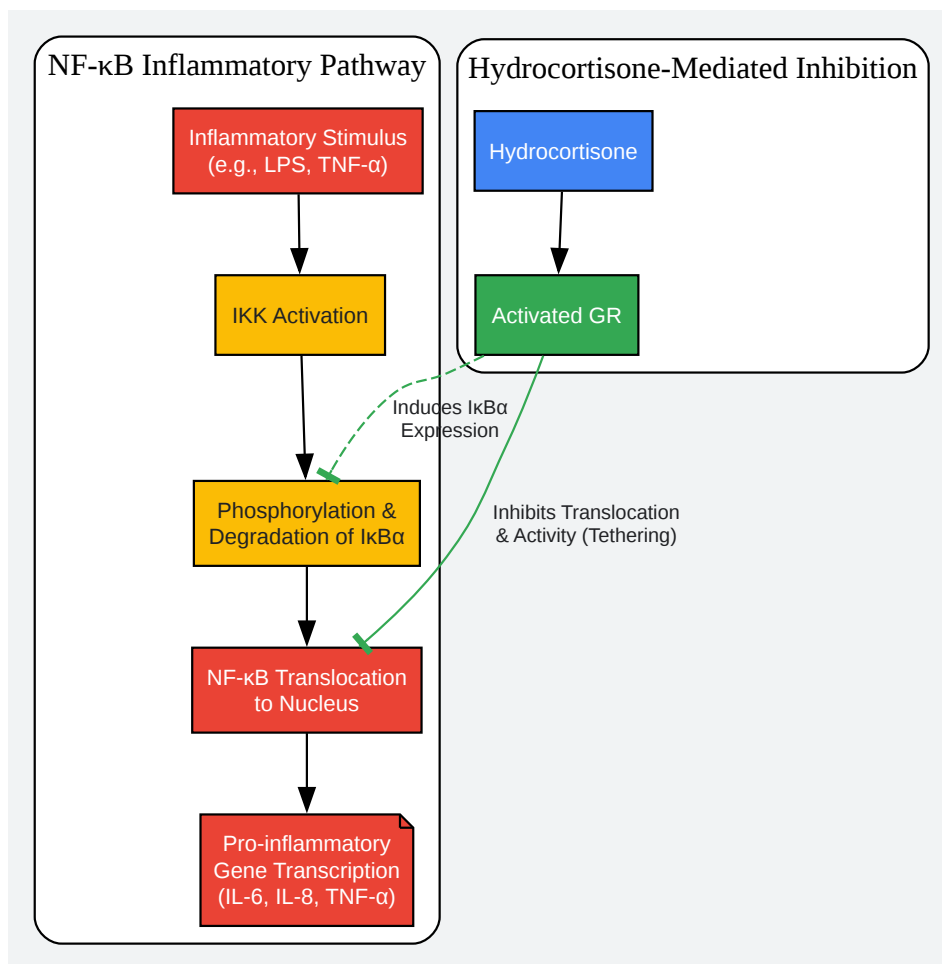 NF-κB Inflammatory Pathway
Inflammatory Stimulus
(e.g., LPS, TNF-α)
IKK Activation
Phosphorylation &
Degradation of IκBα
NF-κB Translocation
to Nucleus
Pro-inflammatory
Gene Transcription
(IL-6, IL-8, TNF-α)
Hydrocortisone-Mediated Inhibition
Hydrocortisone
Activated GR
Induces IκBα
Expression
Inhibits Translocation
& Activity (Tethering)